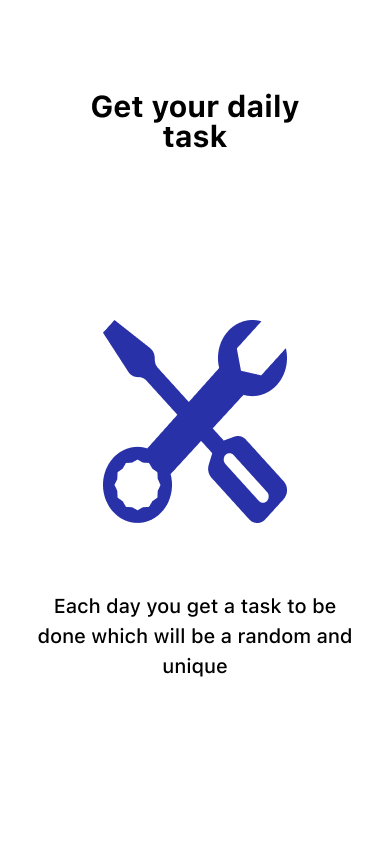 Get your daily
task
Each day you get a task to be
done which will be a random and
unique